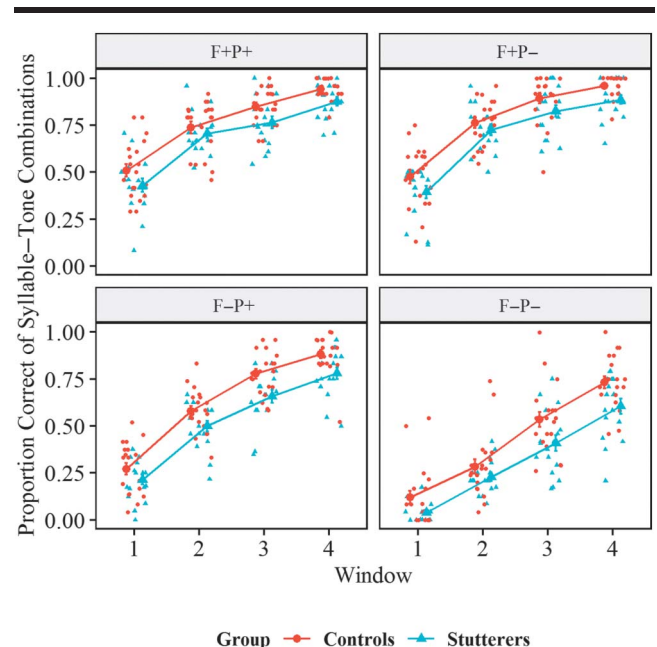 F+P+
F+P−
1.00
0.75
0.50
0.25
0.00
F−P+
F−P−
1.00
0.75
0.50
0.25
0.00
1 2 3 4
1 2 3 4
Proportion Correct of Syllable−Tone Combinations
Window
Group Controls Stutterers